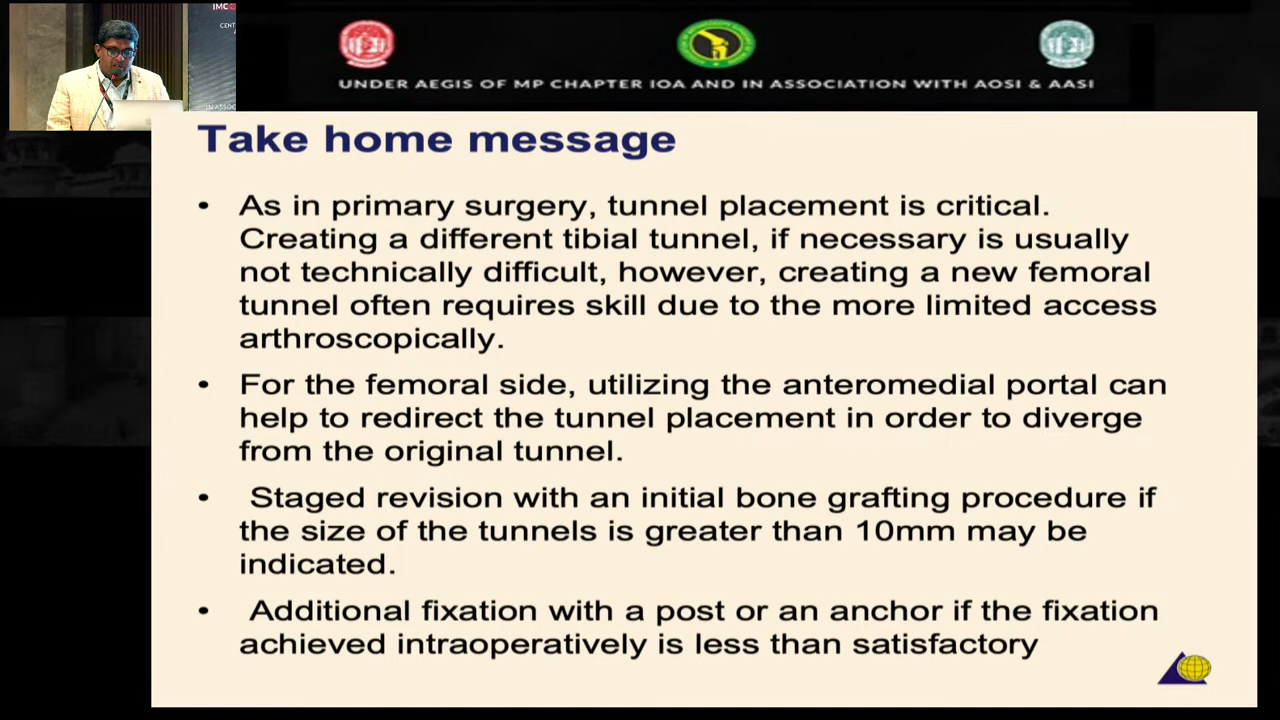 IMC
CENT
IN ASSOC
UNDER AEGIS OF MP CHAPTER IOA AND IN ASSOCIATION WITH AOSI & AASI
Take home message
• As in primary surgery, tunnel placement is critical.
Creating a different tibial tunnel, if necessary is usually
not technically difficult, however, creating a new femoral
tunnel often requires skill due to the more limited access
arthroscopically.
• For the femoral side, utilizing the anteromedial portal can
help to redirect the tunnel placement in order to diverge
from the original tunnel.
• Staged revision with an initial bone grafting procedure if
the size of the tunnels is greater than 10mm may be
indicated.
• Additional fixation with a post or an anchor if the fixation
achieved intraoperatively is less than satisfactory